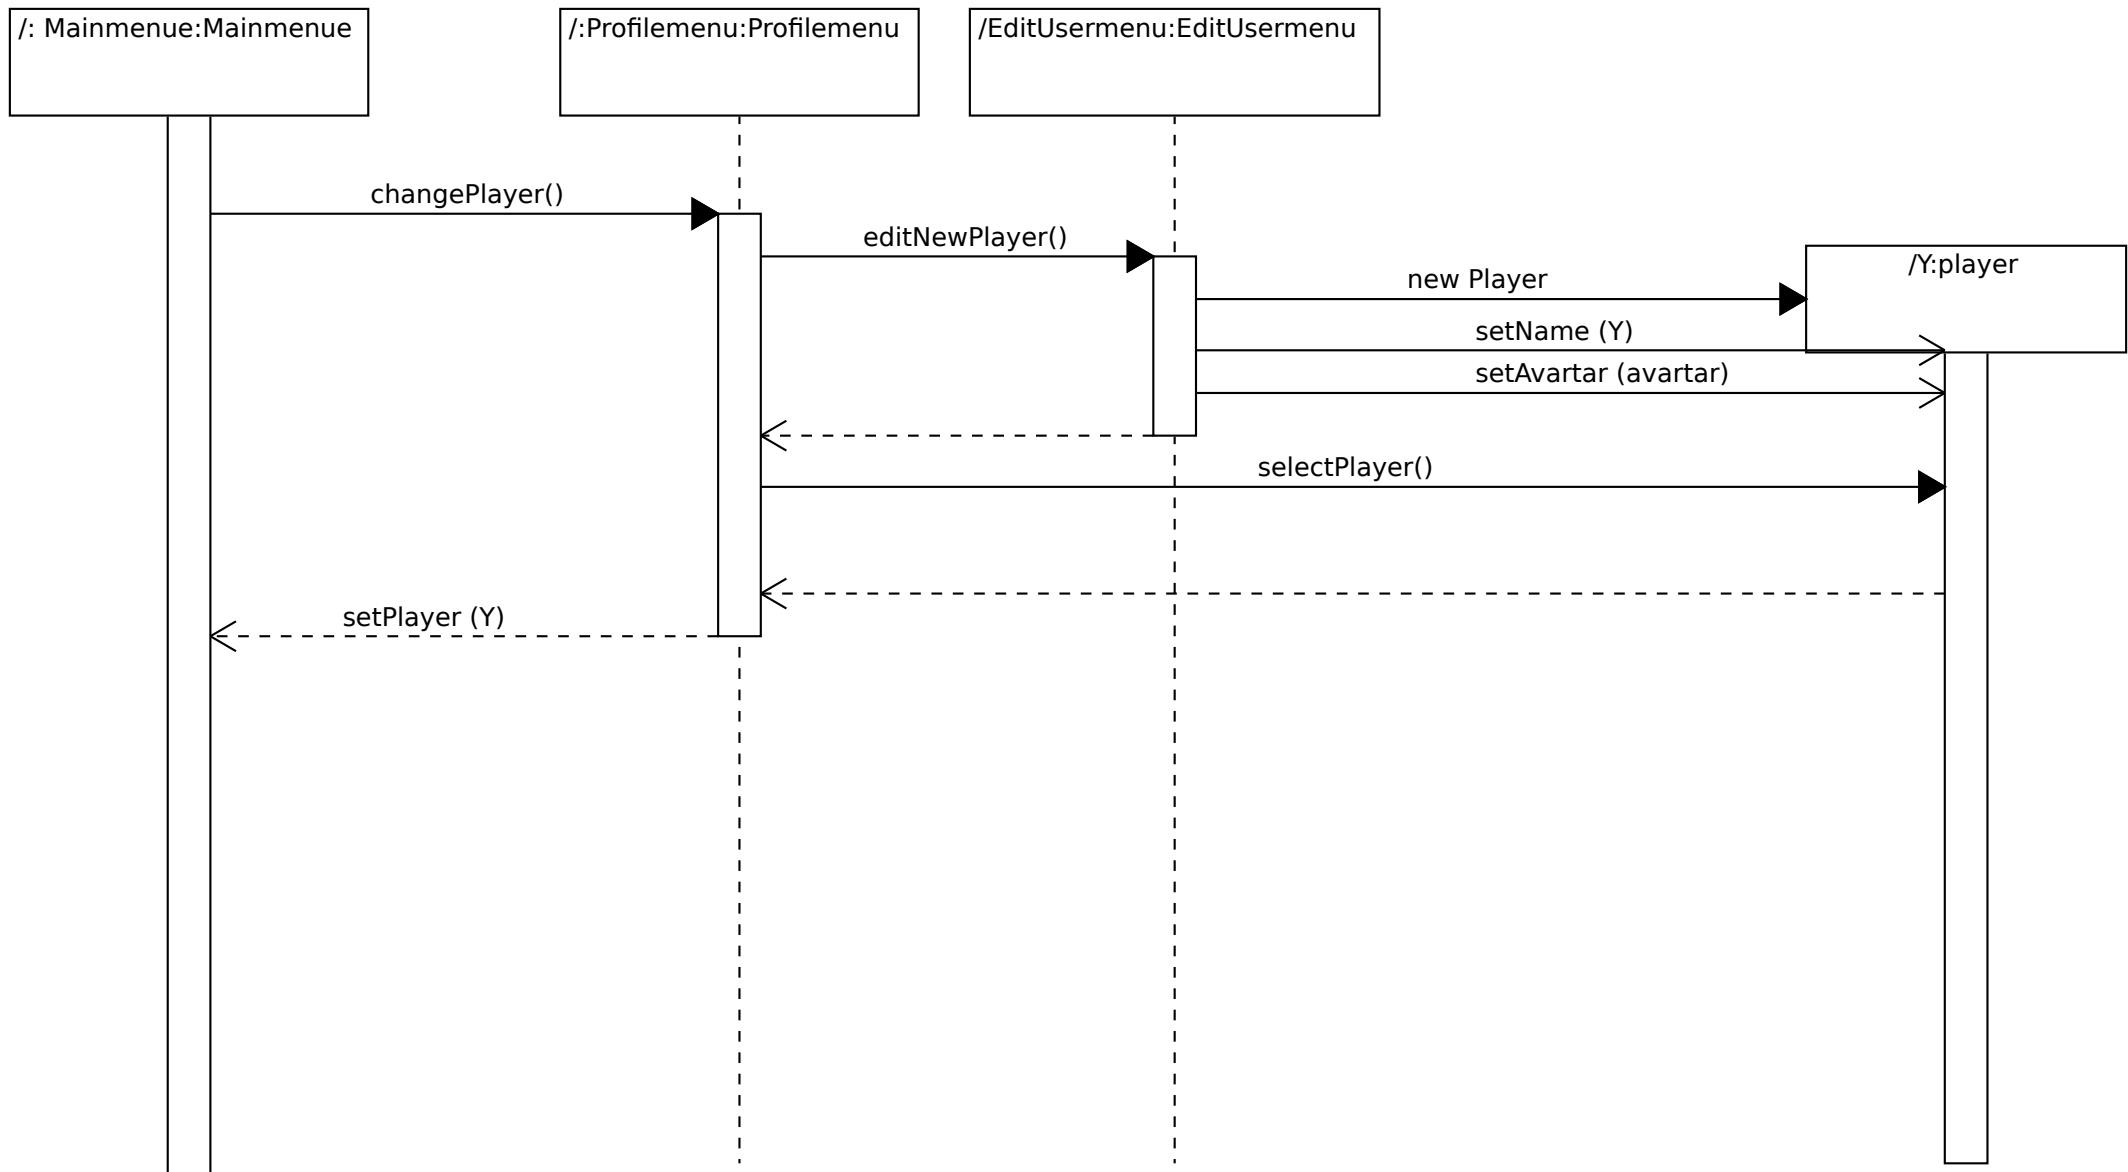 /: Mainmenue:Mainmenue
/:Profilemenu:Profilemenu
/EditUsermenu:EditUsermenu
changePlayer()
editNewPlayer()
/Y:player
new Player
setName (Y)
setAvartar (avartar)
selectPlayer()
setPlayer (Y)